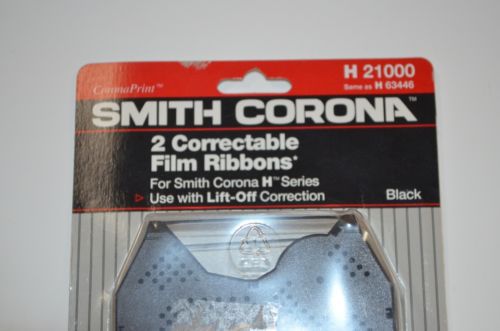 CoronaPrint™
H 21000
Same as H 63446
SMITH CORONA™
2 Correctable
Film Ribbons*
For Smith Corona H™ Series
▷ Use with Lift-Off Correction
Black